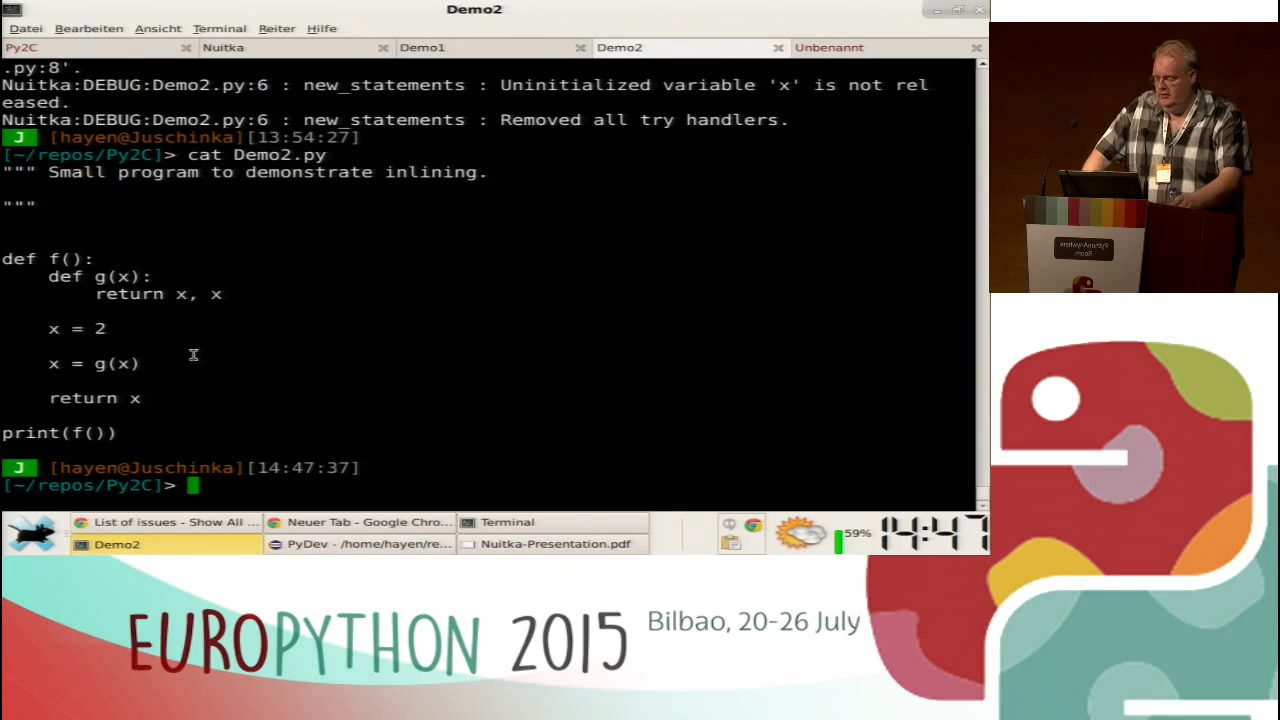 Demo2
Datei Bearbeiten Ansicht Terminal Reiter Hilfe
Py2C Nuitka Demo1 Demo2 Unbenannt
.py:8'.
Nuitka:DEBUG:Demo2.py:6 : new_statements : Uninitialized variable 'x' is not rel
eased.
Nuitka:DEBUG:Demo2.py:6 : new_statements : Removed all try handlers.
J [hayen@Juschinka][13:54:27]
[~/repos/Py2C]> cat Demo2.py
""" Small program to demonstrate inlining.
"""
def f():
    def g(x):
        return x, x
    x = 2
    x = g(x)
    return x
print(f())
J [hayen@Juschinka][14:47:37]
[~/repos/Py2C]>
List of issues - Show All ... Neuer Tab - Google Chro... Terminal
Demo2 PyDev - /home/hayen/re... Nuitka-Presentation.pdf
59% 14:47
PythonAnywhere
Room
EUROPYTHON 2015 Bilbao, 20-26 July